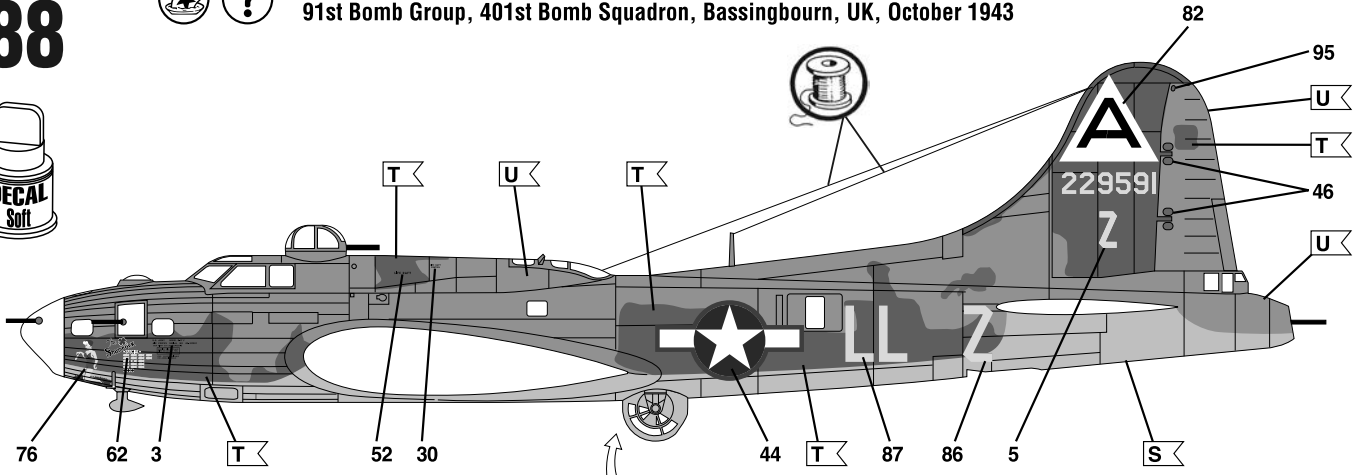 88
91st Bomb Group, 401st Bomb Squadron, Bassingbourn, UK, October 1943
?
82
95
U
T
46
U
DECAL
Soft
T
U
T
A
229591
Z
LL
Z
76
62
3
T
52
30
44
T
87
86
5
S